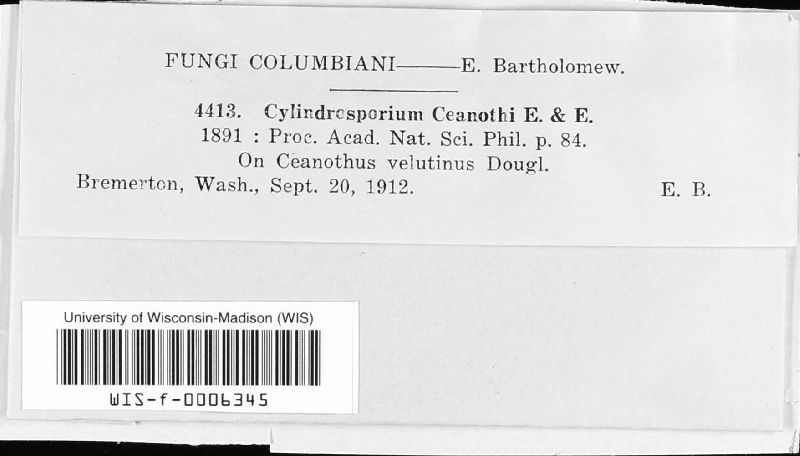 FUNGI COLUMBIANI———E. Bartholomew.
4413. Cylindrosporium Ceanothi E. & E.
1891 : Proc. Acad. Nat. Sci. Phil. p. 84.
On Ceanothus velutinus Dougl.
Bremerton, Wash., Sept. 20, 1912. E. B.
University of Wisconsin-Madison (WIS)
WIS-f-0006345